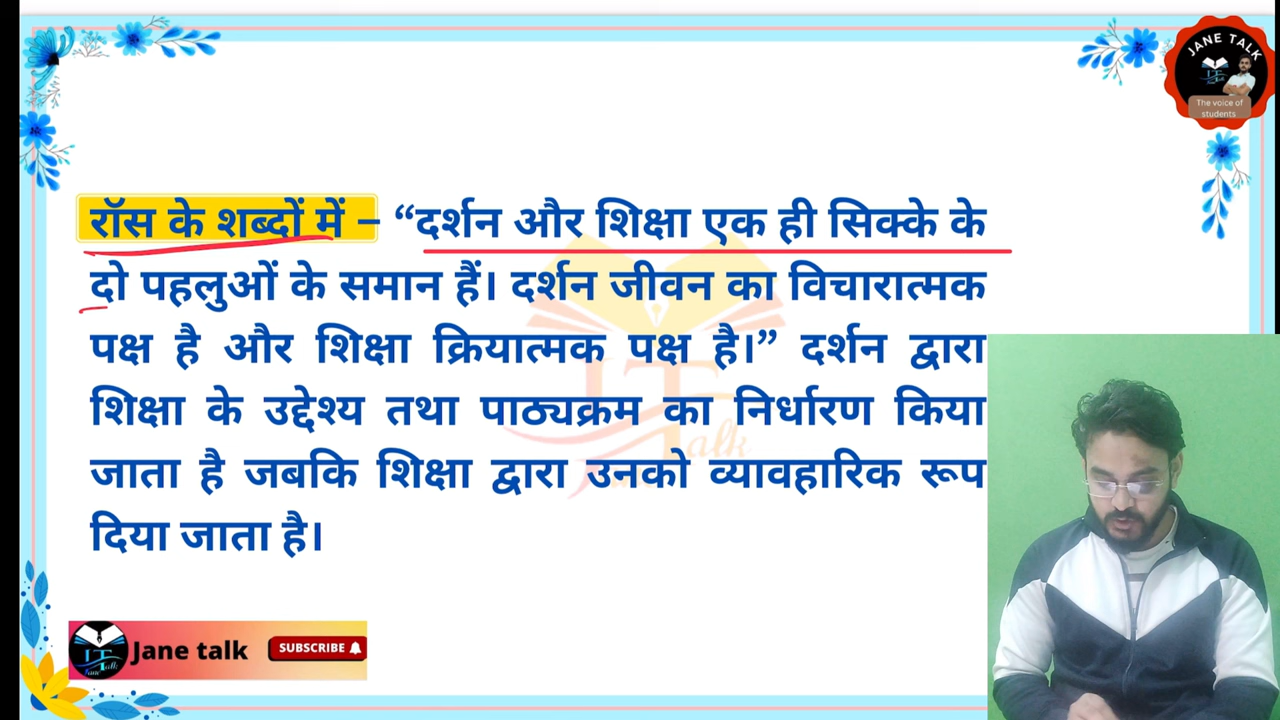 JANE TALK
The voice of
students
रॉस के शब्दों में – “दर्शन और शिक्षा एक ही सिक्के के
दो पहलुओं के समान हैं। दर्शन जीवन का विचारात्मक
पक्ष है और शिक्षा क्रियात्मक पक्ष है।” दर्शन द्वारा
शिक्षा के उद्देश्य तथा पाठ्यक्रम का निर्धारण किया
जाता है जबकि शिक्षा द्वारा उनको व्यावहारिक रूप
दिया जाता है।
Jane talk
SUBSCRIBE